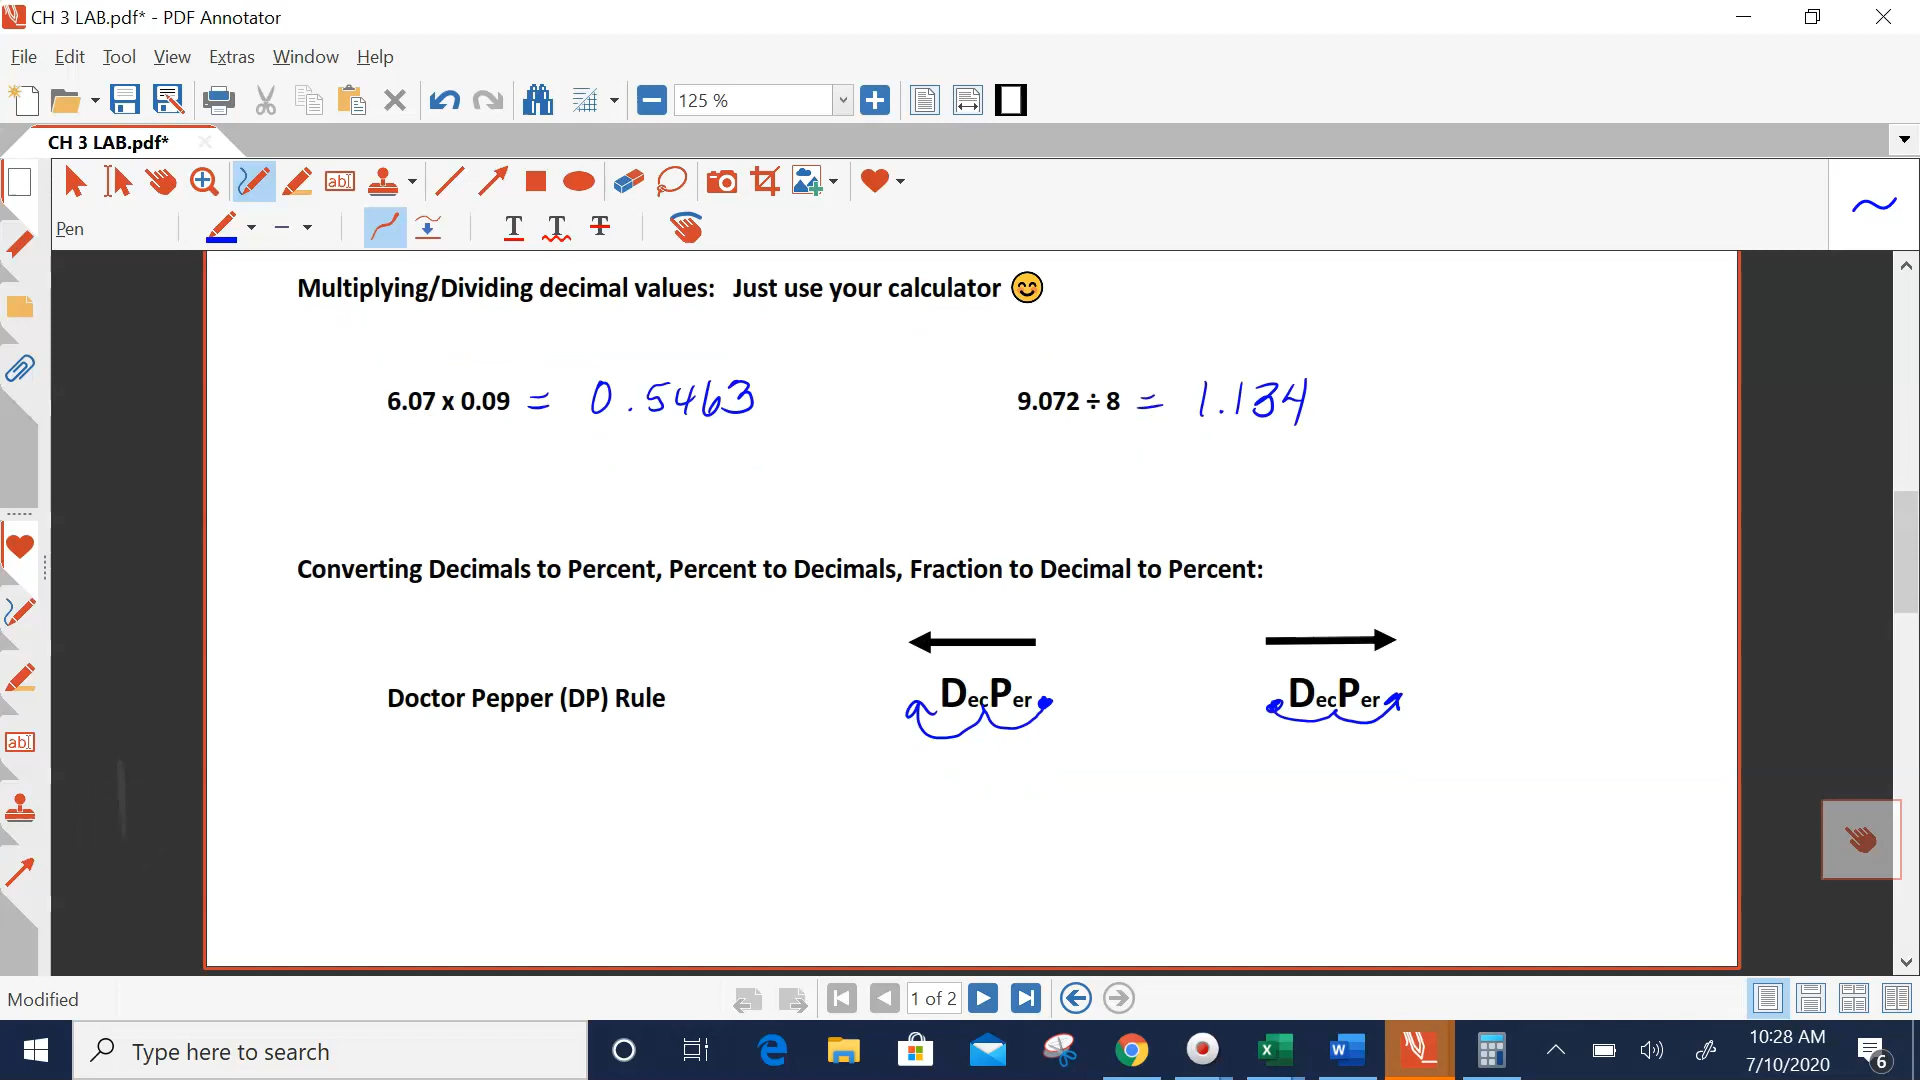 CH 3 LAB.pdf* - PDF Annotator
File Edit Tool View Extras Window Help
125 %
CH 3 LAB.pdf*
Pen
Multiplying/Dividing decimal values: Just use your calculator 😊
6.07 x 0.09 = 0.5463 9.072 ÷ 8 = 1.134
Converting Decimals to Percent, Percent to Decimals, Fraction to Decimal to Percent:
Doctor Pepper (DP) Rule DecPer DecPer
Modified 1 of 2
Type here to search
10:28 AM
7/10/2020
6